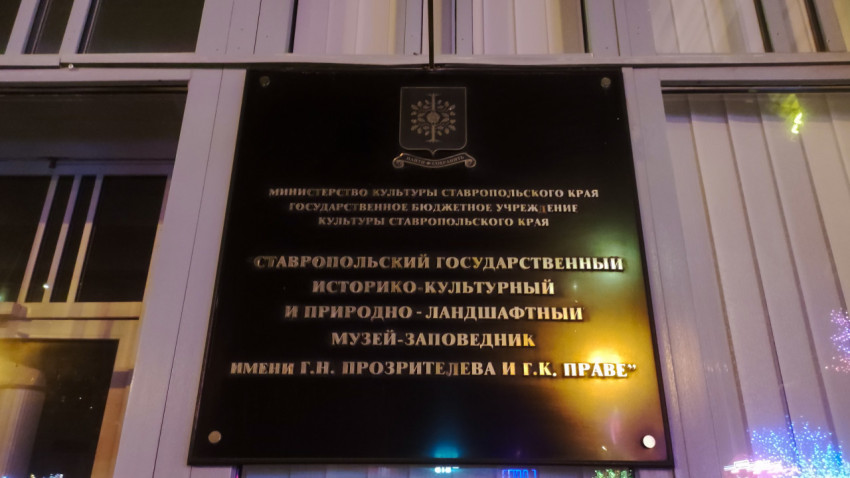 МИНИСТЕРСТВО КУЛЬТУРЫ СТАВРОПОЛЬСКОГО КРАЯ
ГОСУДАРСТВЕННОЕ БЮДЖЕТНОЕ УЧРЕЖДЕНИЕ
КУЛЬТУРЫ СТАВРОПОЛЬСКОГО КРАЯ
СТАВРОПОЛЬСКИЙ ГОСУДАРСТВЕННЫЙ
ИСТОРИКО-КУЛЬТУРНЫЙ
И ПРИРОДНО-ЛАНДШАФТНЫЙ
МУЗЕЙ-ЗАПОВЕДНИК
ИМЕНИ Г.Н. ПРОЗРИТЕЛЕВА И Г.К. ПРАВЕ"